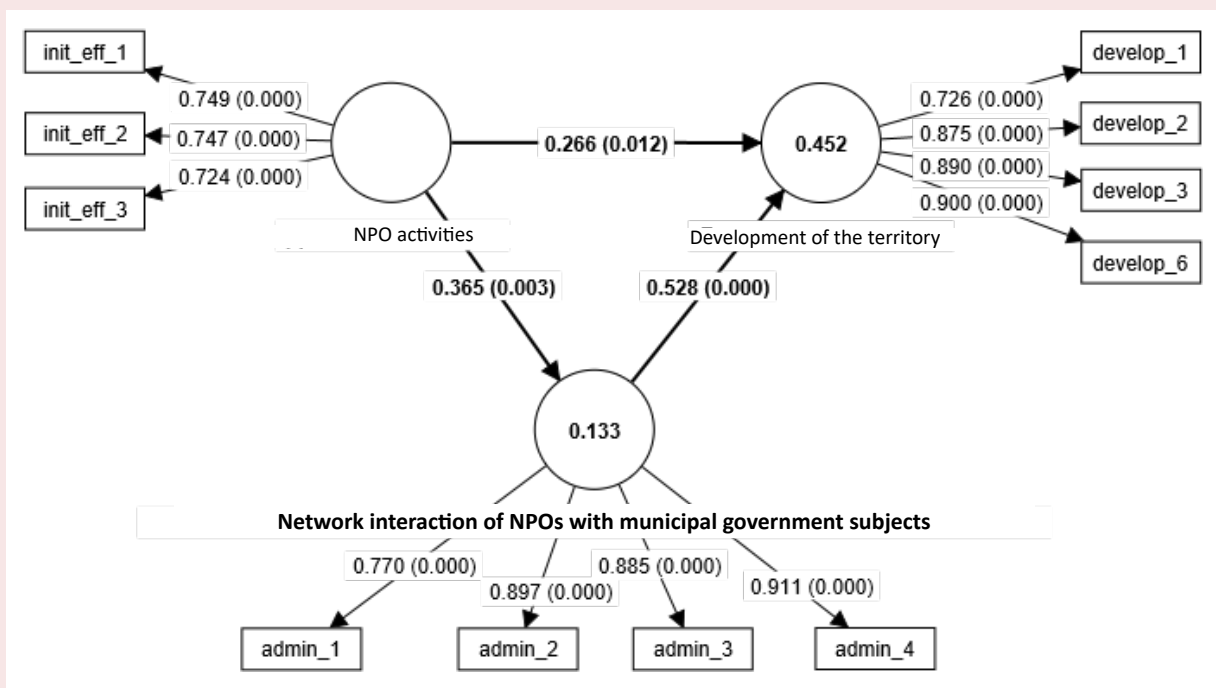 init_eff_1
init_eff_2
init_eff_3
0.749 (0.000)
0.747 (0.000)
0.724 (0.000)
NPO activities
0.266 (0.012)
0.452
Development of the territory
0.726 (0.000)
0.875 (0.000)
0.890 (0.000)
0.900 (0.000)
develop_1
develop_2
develop_3
develop_6
0.365 (0.003)
0.528 (0.000)
0.133
Network interaction of NPOs with municipal government subjects
0.770 (0.000)
0.897 (0.000)
0.885 (0.000)
0.911 (0.000)
admin_1
admin_2
admin_3
admin_4